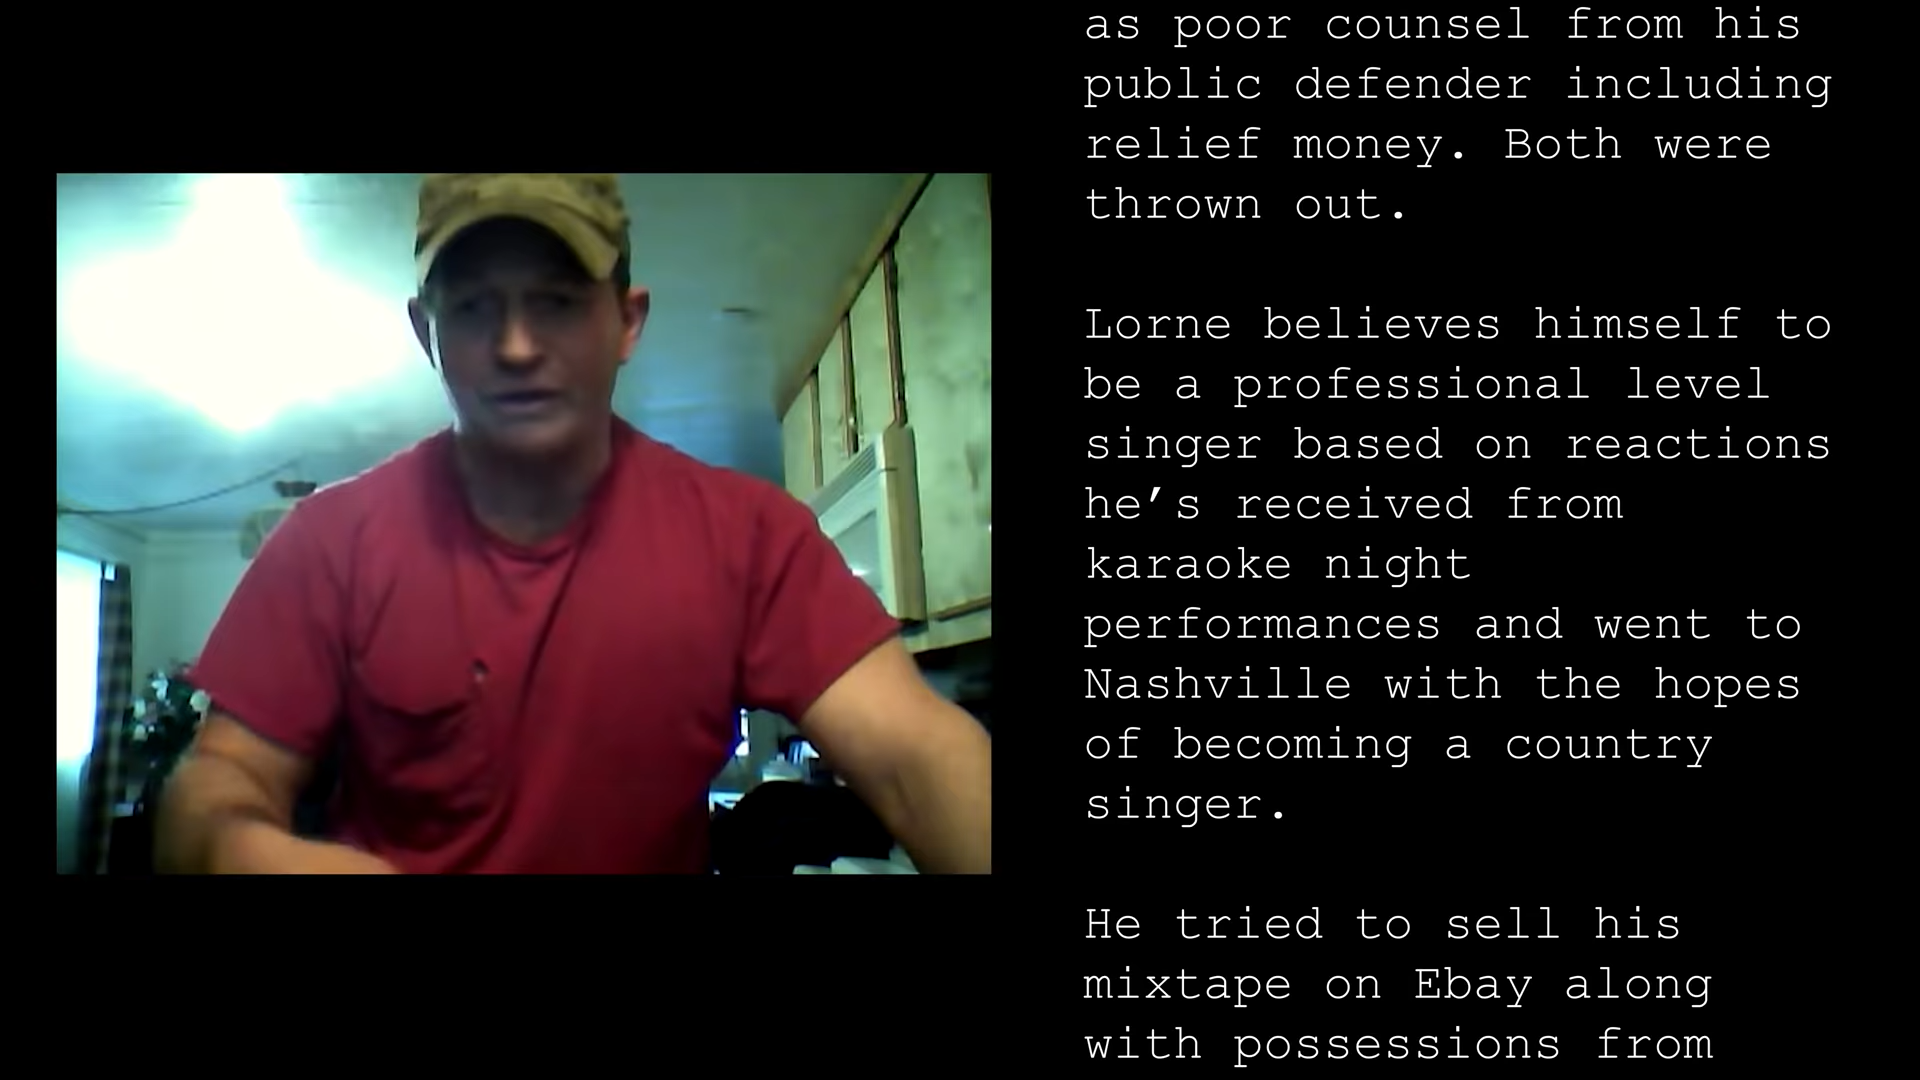 as poor counsel from his
public defender including
relief money. Both were
thrown out.
Lorne believes himself to
be a professional level
singer based on reactions
he’s received from
karaoke night
performances and went to
Nashville with the hopes
of becoming a country
singer.
He tried to sell his
mixtape on Ebay along
with possessions from